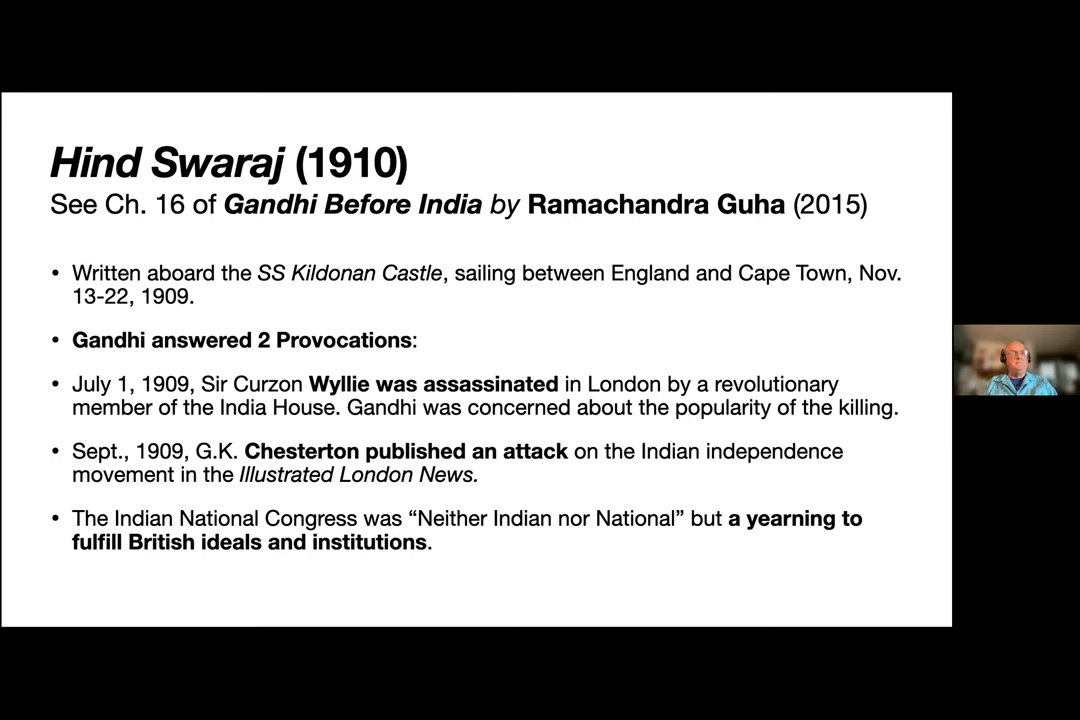 Hind Swaraj (1910)
See Ch. 16 of Gandhi Before India by Ramachandra Guha (2015)
• Written aboard the SS Kildonan Castle, sailing between England and Cape Town, Nov.
13-22, 1909.
• Gandhi answered 2 Provocations:
• July 1, 1909, Sir Curzon Wyllie was assassinated in London by a revolutionary
member of the India House. Gandhi was concerned about the popularity of the killing.
• Sept., 1909, G.K. Chesterton published an attack on the Indian independence
movement in the Illustrated London News.
• The Indian National Congress was “Neither Indian nor National” but a yearning to
fulfill British ideals and institutions.